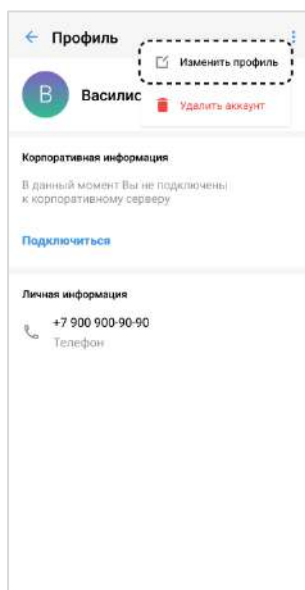 Профиль
Изменить профиль
В
Василис
Удалить аккаунт
Корпоративная информация
В данный момент Вы не подключены
к корпоративному серверу
Подключиться
Личная информация
+7 900 900-90-90
Телефон